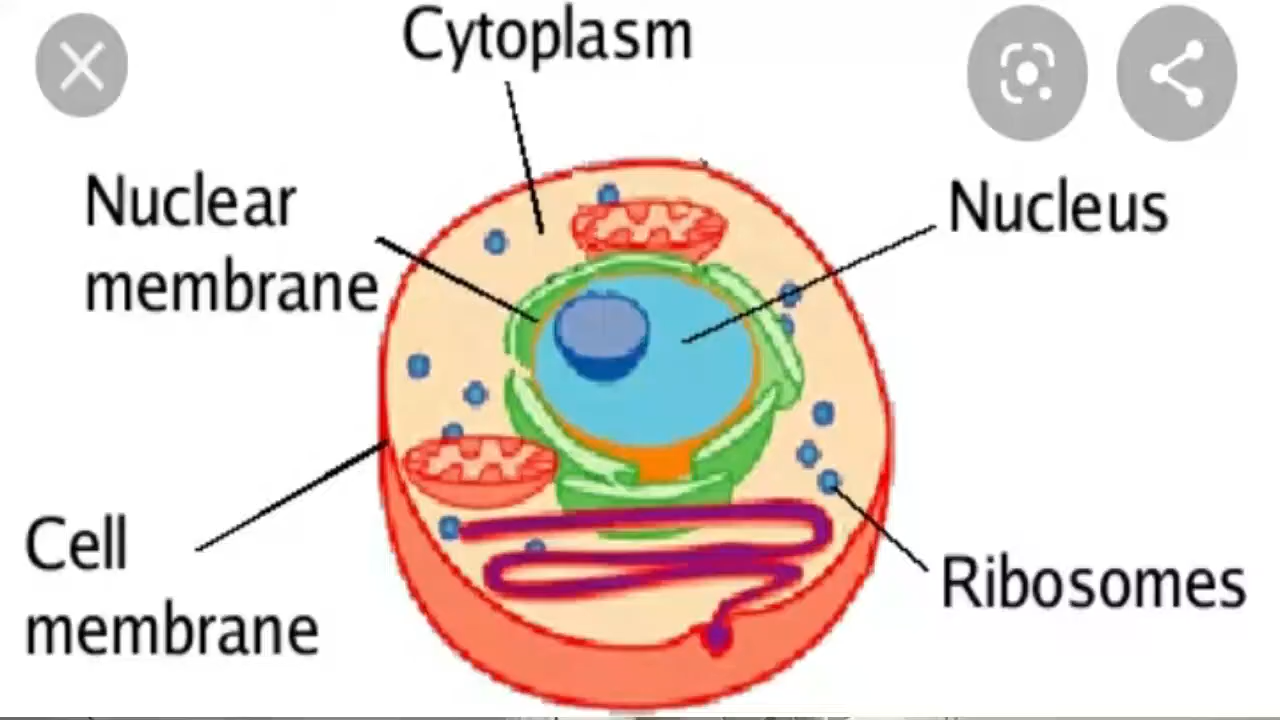 Cytoplasm
Nuclear
membrane
Nucleus
Cell
membrane
Ribosomes